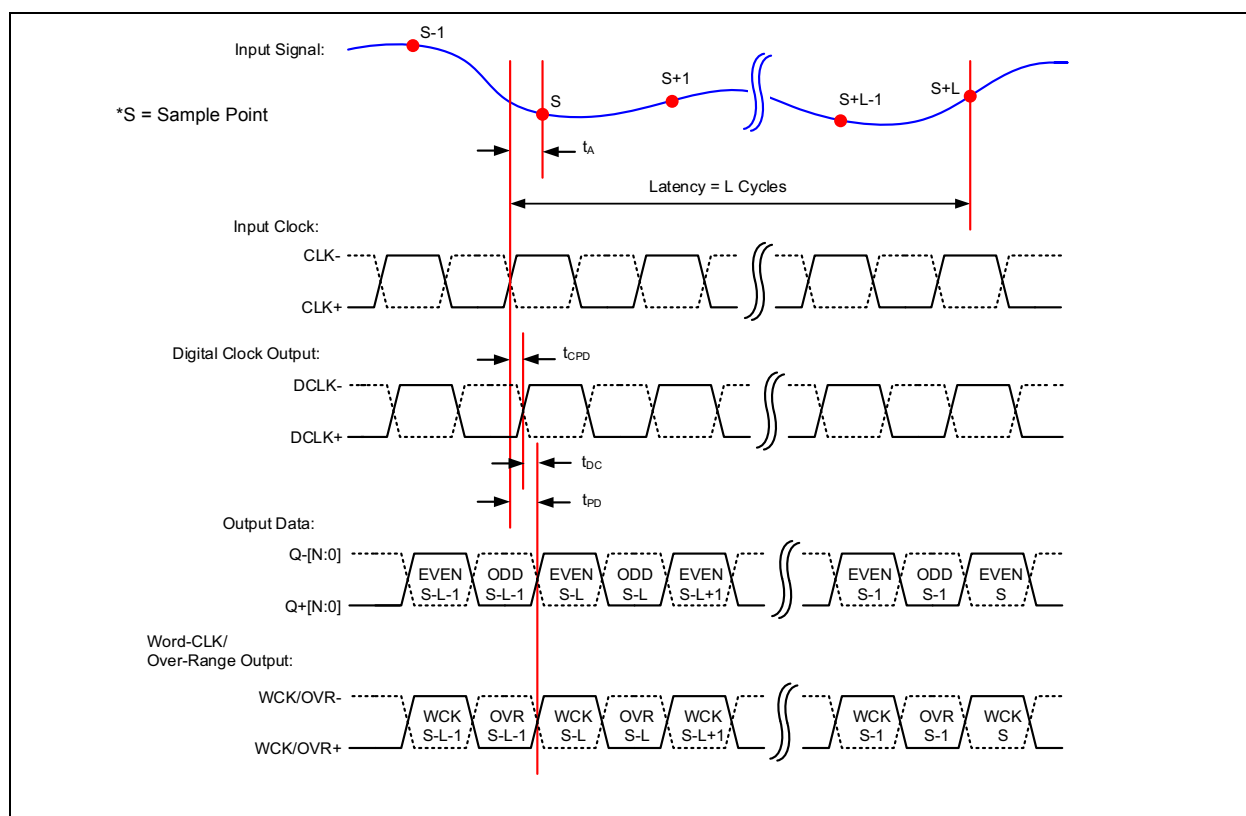 Input Signal:
S-1
S
S+1
S+L-1
S+L
*S = Sample Point
tA
Latency = L Cycles
Input Clock:
CLK-
CLK+
Digital Clock Output:
tCPD
DCLK-
DCLK+
tDC
tPD
Output Data:
Q-[N:0]
Q+[N:0]
EVEN S-L-1
ODD S-L-1
EVEN S-L
ODD S-L
EVEN S-L+1
EVEN S-1
ODD S-1
EVEN S
Word-CLK/
Over-Range Output:
WCK/OVR-
WCK/OVR+
WCK S-L-1
OVR S-L-1
WCK S-L
OVR S-L
WCK S-L+1
WCK S-1
OVR S-1
WCK S